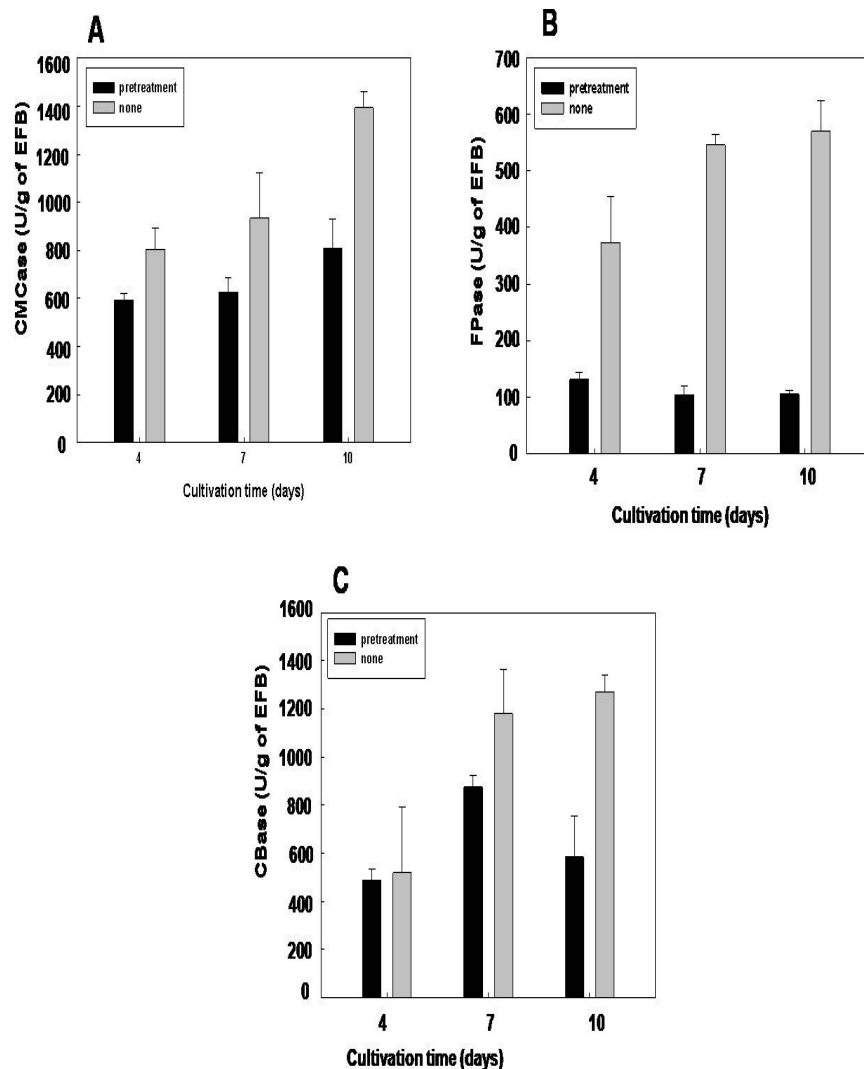 A
CMCase (U/g of EFB)
1600
1400
1200
1000
800
600
400
200
0
pretreatment
none
4 7 10
Cultivation time (days)
B
FPase (U/g of EFB)
700
600
500
400
300
200
100
0
pretreatment
none
4 7 10
Cultivation time (days)
C
CBase (U/g of EFB)
1600
1400
1200
1000
800
600
400
200
0
pretreatment
none
4 7 10
Cultivation time (days)